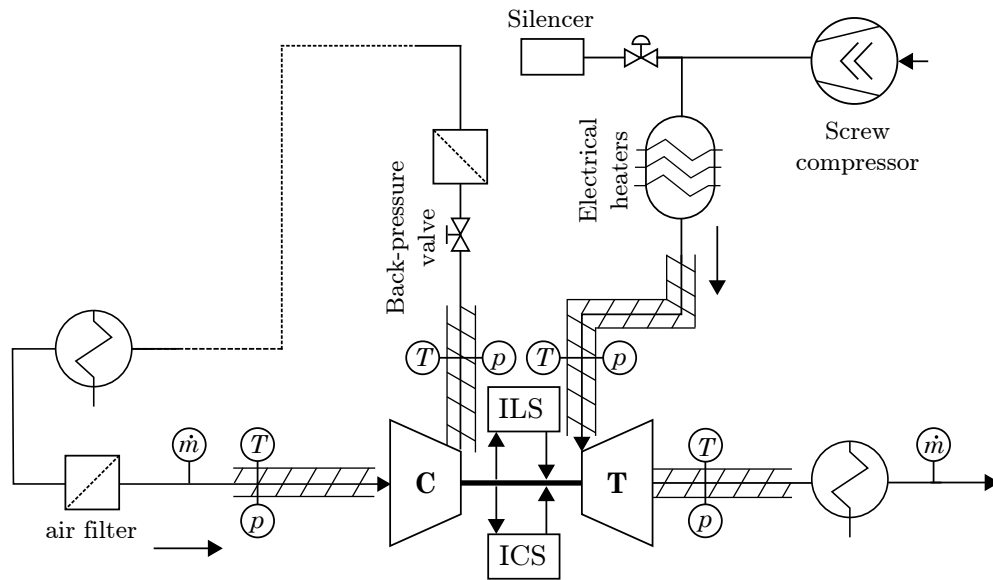 Silencer
Screw
compressor
Electrical
heaters
Back-pressure
valve
T
p
T
p
ILS
ṁ
T
T
ṁ
C
T
p
p
air filter
ICS